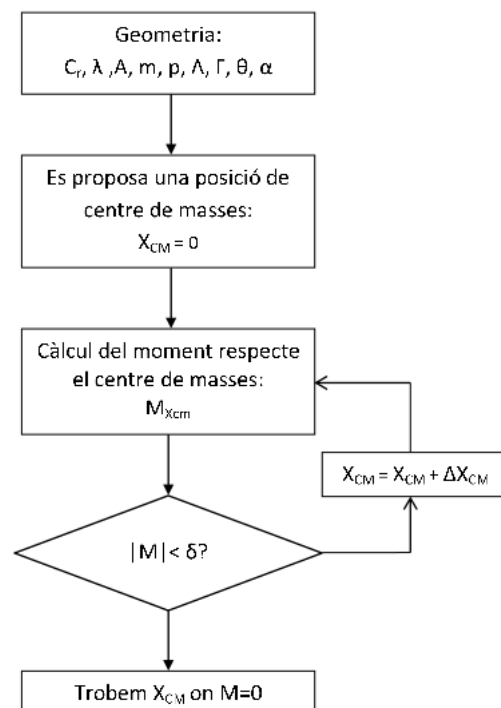 Geometria:
Cr, λ ,A, m, p, Λ, Γ, θ, α
Es proposa una posició de
centre de masses:
XCM = 0
Càlcul del moment respecte
el centre de masses:
MXcm
XCM = XCM + ΔXCM
|M|< δ?
Trobem XCM on M=0